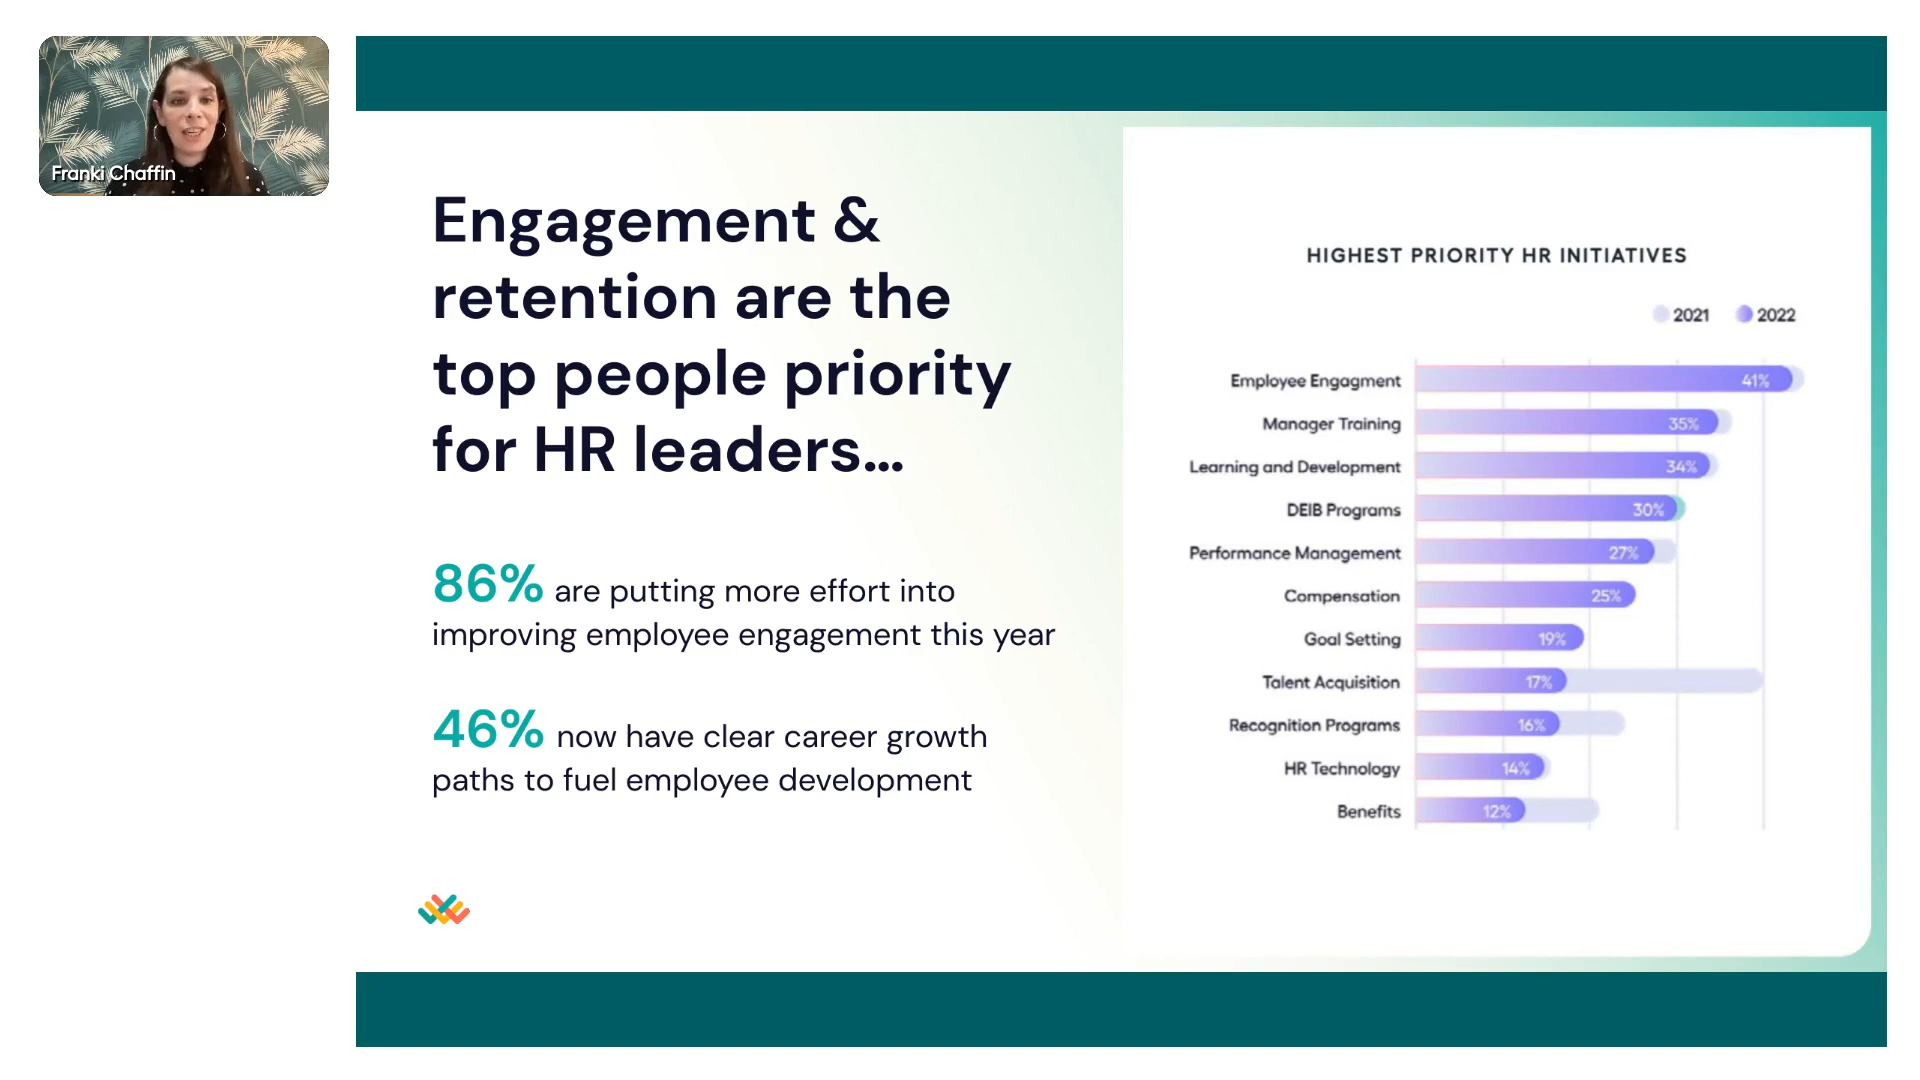 Franki Chaffin
Engagement &
retention are the
top people priority
for HR leaders...
86% are putting more effort into
improving employee engagement this year
46% now have clear career growth
paths to fuel employee development
HIGHEST PRIORITY HR INITIATIVES
2021 2022
Employee Engagment 41%
Manager Training 35%
Learning and Development 34%
DEIB Programs 30%
Performance Management 27%
Compensation 25%
Goal Setting 19%
Talent Acquisition 17%
Recognition Programs 16%
HR Technology 14%
Benefits 12%